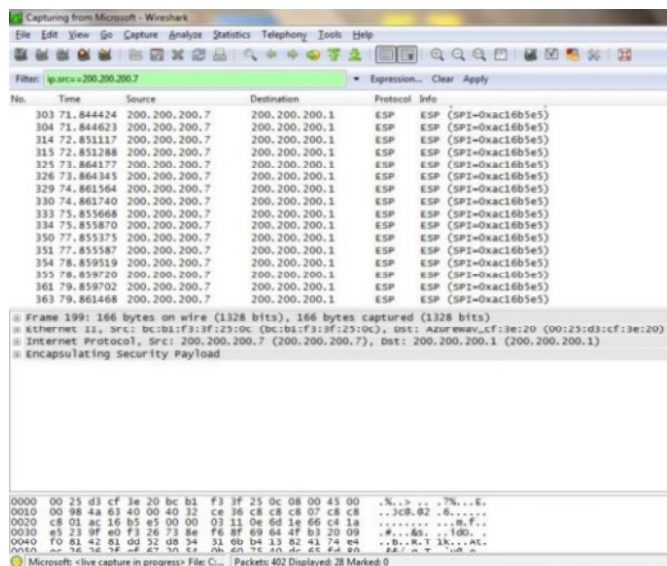 Capturing from Microsoft - Wireshark
File Edit View Go Capture Analyze Statistics Telephony Tools Help
Filter: ip.src==200.200.200.7 Expression... Clear Apply
No. Time Source Destination Protocol Info
303 71.844424 200.200.200.7 200.200.200.1 ESP ESP (SPI=0xac16b5e5)
304 71.844623 200.200.200.7 200.200.200.1 ESP ESP (SPI=0xac16b5e5)
314 72.851117 200.200.200.7 200.200.200.1 ESP ESP (SPI=0xac16b5e5)
315 72.851288 200.200.200.7 200.200.200.1 ESP ESP (SPI=0xac16b5e5)
325 73.864177 200.200.200.7 200.200.200.1 ESP ESP (SPI=0xac16b5e5)
326 73.864345 200.200.200.7 200.200.200.1 ESP ESP (SPI=0xac16b5e5)
329 74.861564 200.200.200.7 200.200.200.1 ESP ESP (SPI=0xac16b5e5)
330 74.861740 200.200.200.7 200.200.200.1 ESP ESP (SPI=0xac16b5e5)
333 75.855668 200.200.200.7 200.200.200.1 ESP ESP (SPI=0xac16b5e5)
334 75.855870 200.200.200.7 200.200.200.1 ESP ESP (SPI=0xac16b5e5)
350 77.855375 200.200.200.7 200.200.200.1 ESP ESP (SPI=0xac16b5e5)
351 77.855587 200.200.200.7 200.200.200.1 ESP ESP (SPI=0xac16b5e5)
354 78.859519 200.200.200.7 200.200.200.1 ESP ESP (SPI=0xac16b5e5)
355 78.859720 200.200.200.7 200.200.200.1 ESP ESP (SPI=0xac16b5e5)
361 79.859702 200.200.200.7 200.200.200.1 ESP ESP (SPI=0xac16b5e5)
363 79.861468 200.200.200.7 200.200.200.1 ESP ESP (SPI=0xac16b5e5)
Frame 199: 166 bytes on wire (1328 bits), 166 bytes captured (1328 bits)
Ethernet II, Src: bc:b1:f3:3f:25:0c (bc:b1:f3:3f:25:0c), Dst: Azurewav_cf:3e:20 (00:25:d3:cf:3e:20)
Internet Protocol, Src: 200.200.200.7 (200.200.200.7), Dst: 200.200.200.1 (200.200.200.1)
Encapsulating Security Payload
0000 00 25 d3 cf 3e 20 bc b1 f3 3f 25 0c 08 00 45 00 .%..> .. .?%...E.
0010 00 98 4a 63 40 00 40 32 ce 36 c8 c8 c8 07 c8 c8 ..Jc@.@2 .6......
0020 c8 01 ac 16 b5 e5 00 00 03 11 0e 6d 1e 66 c4 1a ........ ...m.f..
0030 e5 23 9f e0 f3 26 73 8e f6 8f 69 64 4f b3 20 09 .#...&s. ..idO. .
0040 f0 81 42 81 dd 52 d8 54 31 6b b4 13 82 41 74 e4 ..B..R.T 1k...At.
0050
Microsoft: <live capture in progress> File: C:... Packets: 402 Displayed: 28 Marked: 0